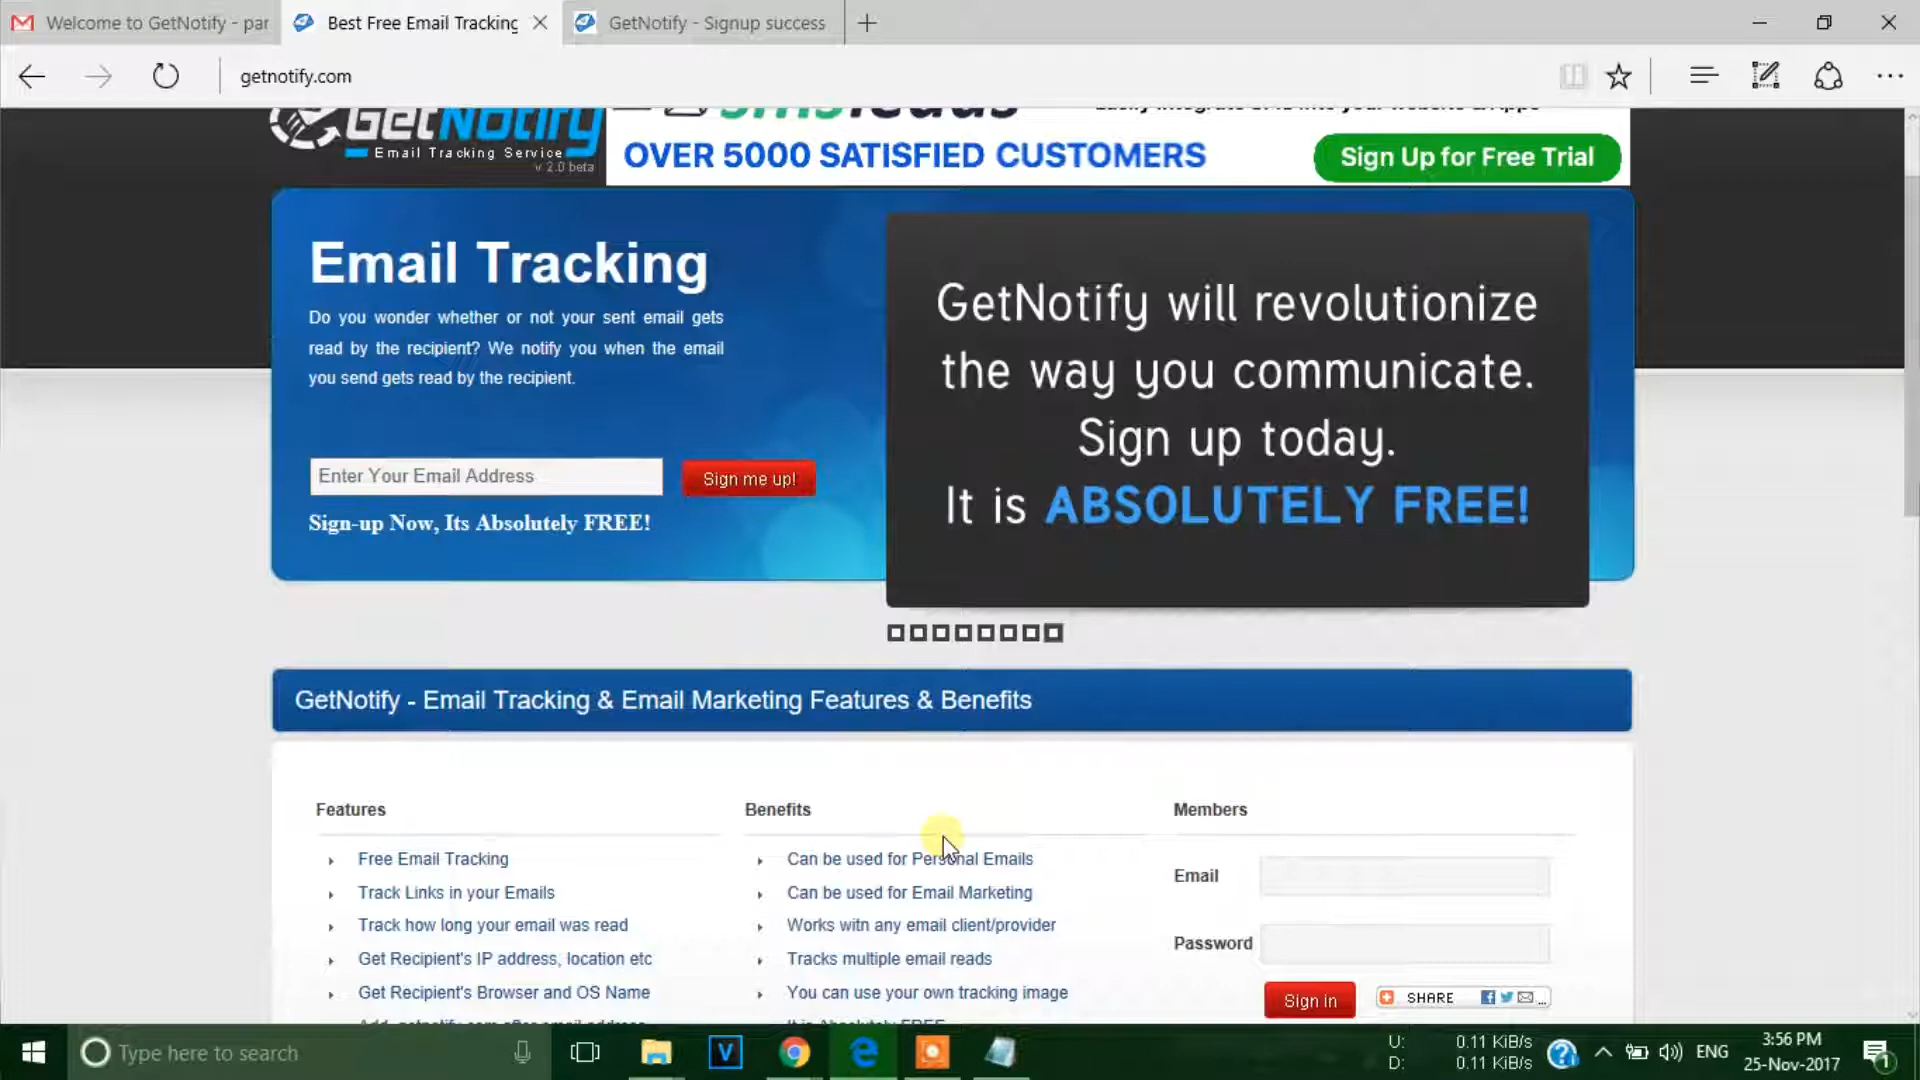 Welcome to GetNotify - par
Best Free Email Tracking
GetNotify - Signup success
getnotify.com
GetNotify
Email Tracking Service
v 2.0 beta
OVER 5000 SATISFIED CUSTOMERS
Sign Up for Free Trial
Email Tracking
Do you wonder whether or not your sent email gets
read by the recipient? We notify you when the email
you send gets read by the recipient.
Enter Your Email Address
Sign me up!
Sign-up Now, Its Absolutely FREE!
GetNotify will revolutionize
the way you communicate.
Sign up today.
It is ABSOLUTELY FREE!
GetNotify - Email Tracking & Email Marketing Features & Benefits
Features
Free Email Tracking
Track Links in your Emails
Track how long your email was read
Get Recipient's IP address, location etc
Get Recipient's Browser and OS Name
Benefits
Can be used for Personal Emails
Can be used for Email Marketing
Works witn any email client/provider
Tracks multiple email reads
You can use your own tracking image
It is Absolutely FREE
Members
Email
Password
Sign in
SHARE
Type here to search
U: 0.11 KiB/s
D: 0.11 KiB/s
ENG
3:56 PM
25-Nov-2017
1